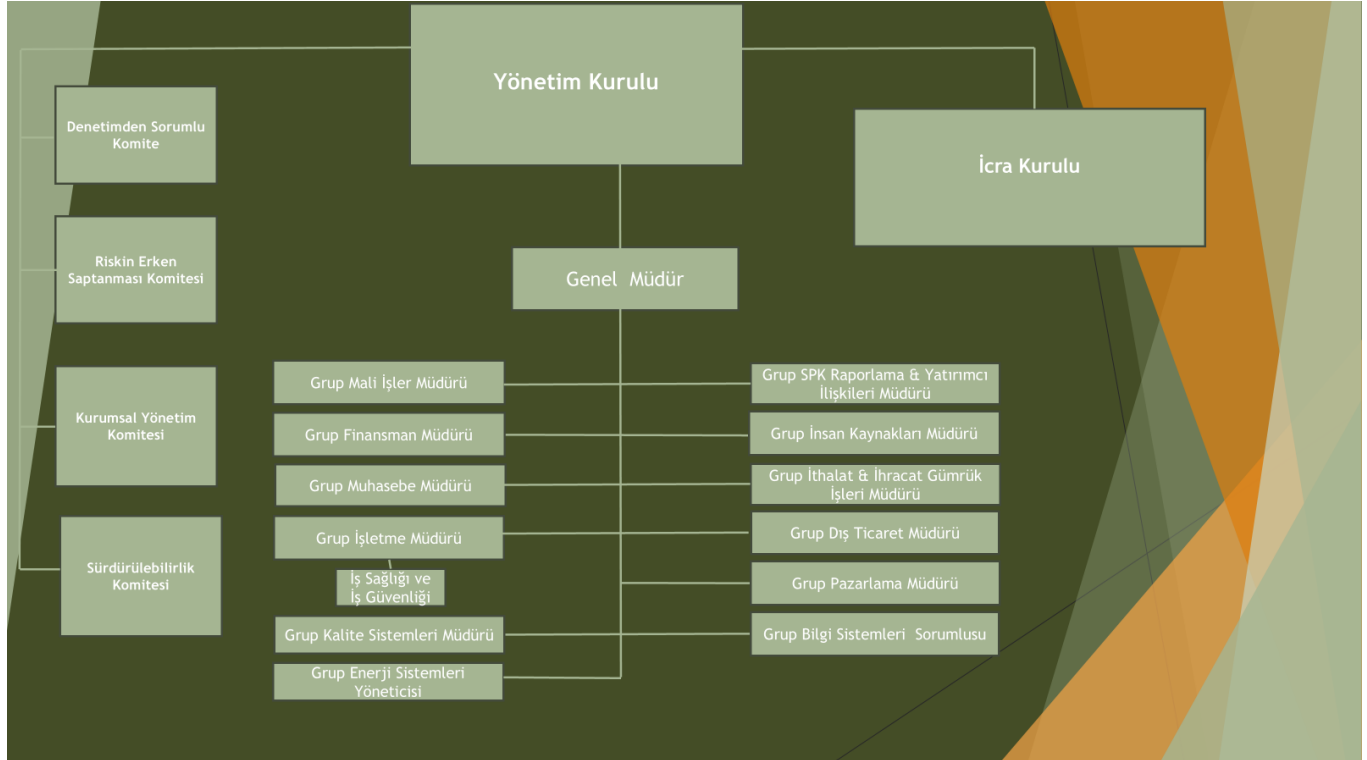 Yönetim Kurulu
Denetimden Sorumlu
Komite
İcra Kurulu
Riskin Erken
Saptanması Komitesi
Genel  Müdür
Kurumsal Yönetim
Komitesi
Sürdürülebilirlik
Komitesi
Grup Mali İşler Müdürü
Grup SPK Raporlama & Yatırımcı
İlişkileri Müdürü
Grup Finansman Müdürü
Grup İnsan Kaynakları Müdürü
Grup Muhasebe Müdürü
Grup İthalat & İhracat Gümrük
İşleri Müdürü
Grup İşletme Müdürü
Grup Dış Ticaret Müdürü
İş Sağlığı ve
İş Güvenliği
Grup Pazarlama Müdürü
Grup Kalite Sistemleri Müdürü
Grup Bilgi Sistemleri  Sorumlusu
Grup Enerji Sistemleri
Yöneticisi